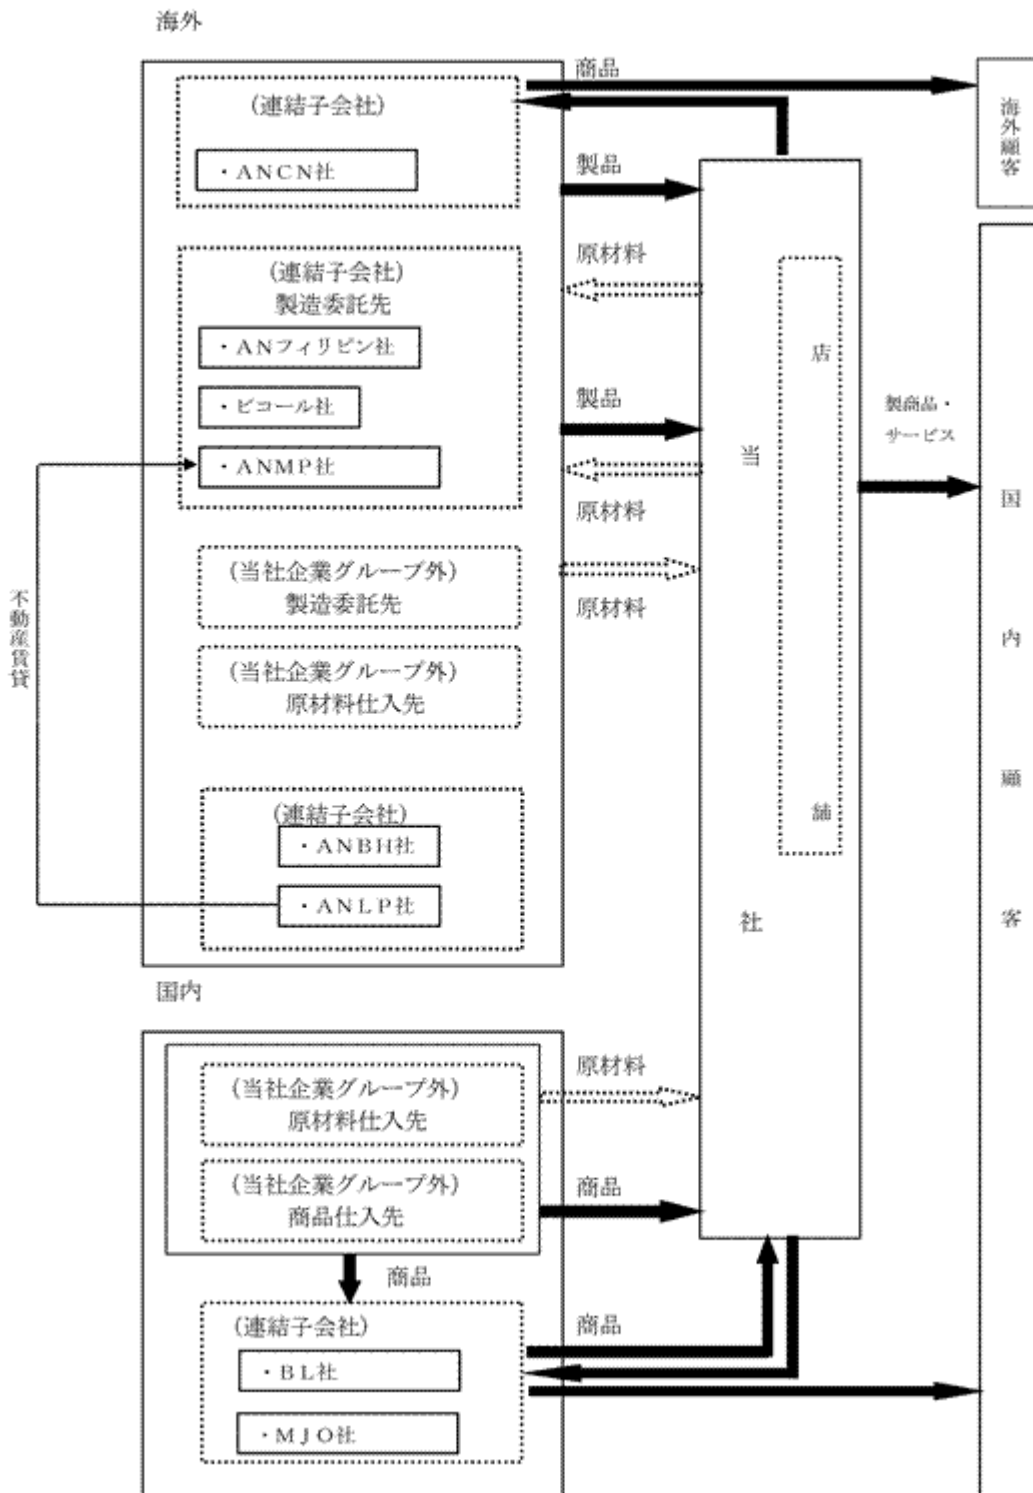 海外
(連結子会社)
・ANCN社
商品
製品
海外顧客
(連結子会社)
製造委託先
・ANフィリピン社
・ビコール社
・ANMP社
原材料
製品
原材料
原材料
(当社企業グループ外)
製造委託先
(当社企業グループ外)
原材料仕入先
不動産賃貸
(連結子会社)
・ANBH社
・ANLP社
当社
店舗
製商品・
サービス
国内顧客
国内
(当社企業グループ外)
原材料仕入先
(当社企業グループ外)
商品仕入先
原材料
商品
商品
(連結子会社)
・BL社
・MJO社
商品